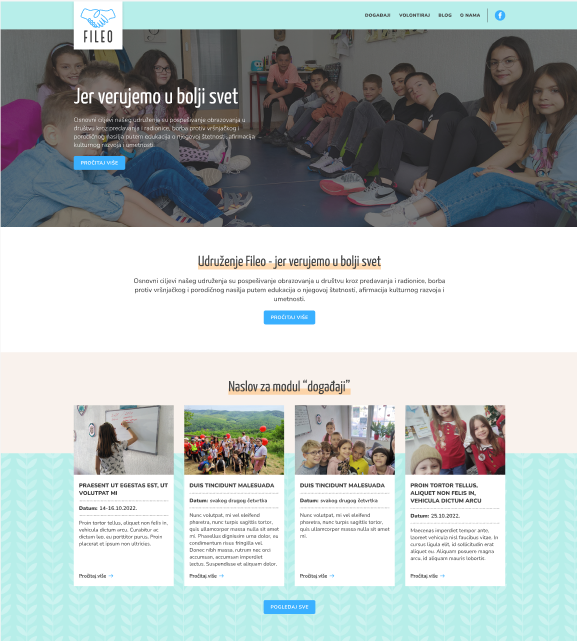 FILEO
DOGAĐAJI VOLONTIRAJ BLOG O NAMA
Jer verujemo u bolji svet
Osnovni ciljevi našeg udruženja su pospešivanje obrazovanja u
društvu kroz predavanja i radionice, borba protiv vršnjačkog i
porodičnog nasilja putem edukacija o njegovoj štetnosti, afirmacija
kulturnog razvoja i umetnosti.
PROČITAJ VIŠE
Udruženje Fileo - jer verujemo u bolji svet
Osnovni ciljevi našeg udruženja su pospešivanje obrazovanja u društvu kroz predavanja i radionice, borba
protiv vršnjačkog i porodičnog nasilja putem edukacija o njegovoj štetnosti, afirmacija kulturnog razvoja i
umetnosti.
PROČITAJ VIŠE
Naslov za modul “događaji”
PRAESENT UT EGESTAS EST, UT
VOLUTPAT MI
Datum: 14-16.10.2022.
Proin tortor tellus, aliquet non felis in,
vehicula dictum arcu. Curabitur ac
dictum leo, eu porttitor purus. Proin
placerat et ipsum non ultrices.
Pročitaj više →
DUIS TINCIDUNT MALESUADA
Datum: svakog drugog četvrtka
Nunc volutpat, mi vel eleifend
pharetra, nunc turpis sagittis tortor,
quis ullamcorper massa nulla sit amet
mi. Phasellus dignissim urna dolor, eu
condimentum risus fringilla vel.
Donec nibh massa, rutrum nec orci
accumsan, accumsan imperdiet
lectus. Suspendisse et aliquam dolor.
Pročitaj više →
DUIS TINCIDUNT MALESUADA
Datum: svakog drugog četvrtka
Nunc volutpat, mi vel eleifend
pharetra, nunc turpis sagittis tortor,
quis ullamcorper massa nulla sit amet
mi.
Pročitaj više →
PROIN TORTOR TELLUS,
ALIQUET NON FELIS IN,
VEHICULA DICTUM ARCU
Datum: 25.10.2022.
Maecenas imperdiet tempor ante,
laoreet vehicula nisl faucibus vitae. In
cursus ligula elit, id sollicitudin erat
aliquet eu. Aliquam posuere magna
arcu, id aliquam mauris lobortis.
Pročitaj više →
POGLEDAJ SVE